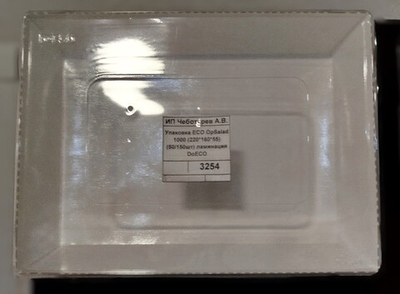 ИП Чеботарев А.В.
Упаковка ECO OpSalad
1000 (220*160*55)
(50/150шт) ламинация
DoECO
3254